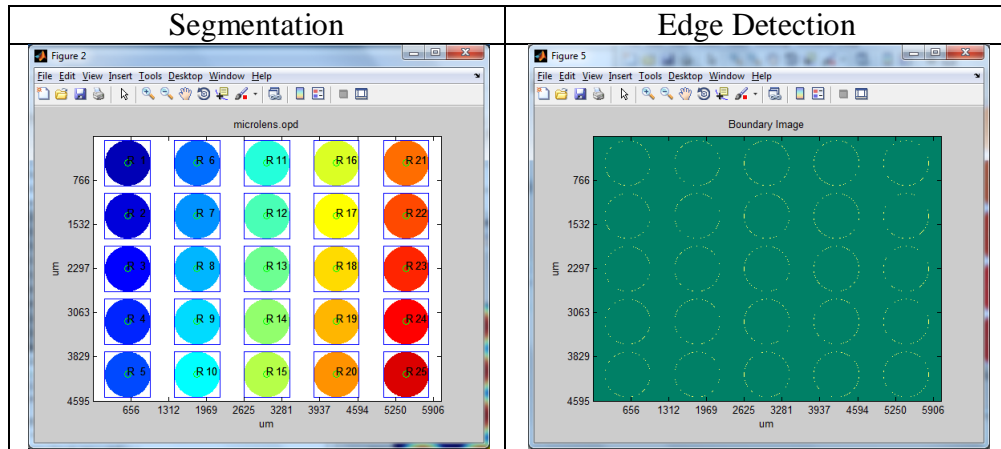 Segmentation
Edge Detection
Figure 2
File Edit View Insert Tools Desktop Window Help
microlens.opd
R 1 R 6 R 11 R 16 R 21
766
R 2 R 7 R 12 R 17 R 22
1532
R 3 R 8 R 13 R 18 R 23
2297
R 4 R 9 R 14 R 19 R 24
3063
3829
R 5 R 10 R 15 R 20 R 25
4595
656 1312 1969 2625 3281 3937 4594 5250 5906
um
um
Figure 5
File Edit View Insert Tools Desktop Window Help
Boundary Image
766
1532
2297
3063
3829
4595
656 1312 1969 2625 3281 3937 4594 5250 5906
um
um